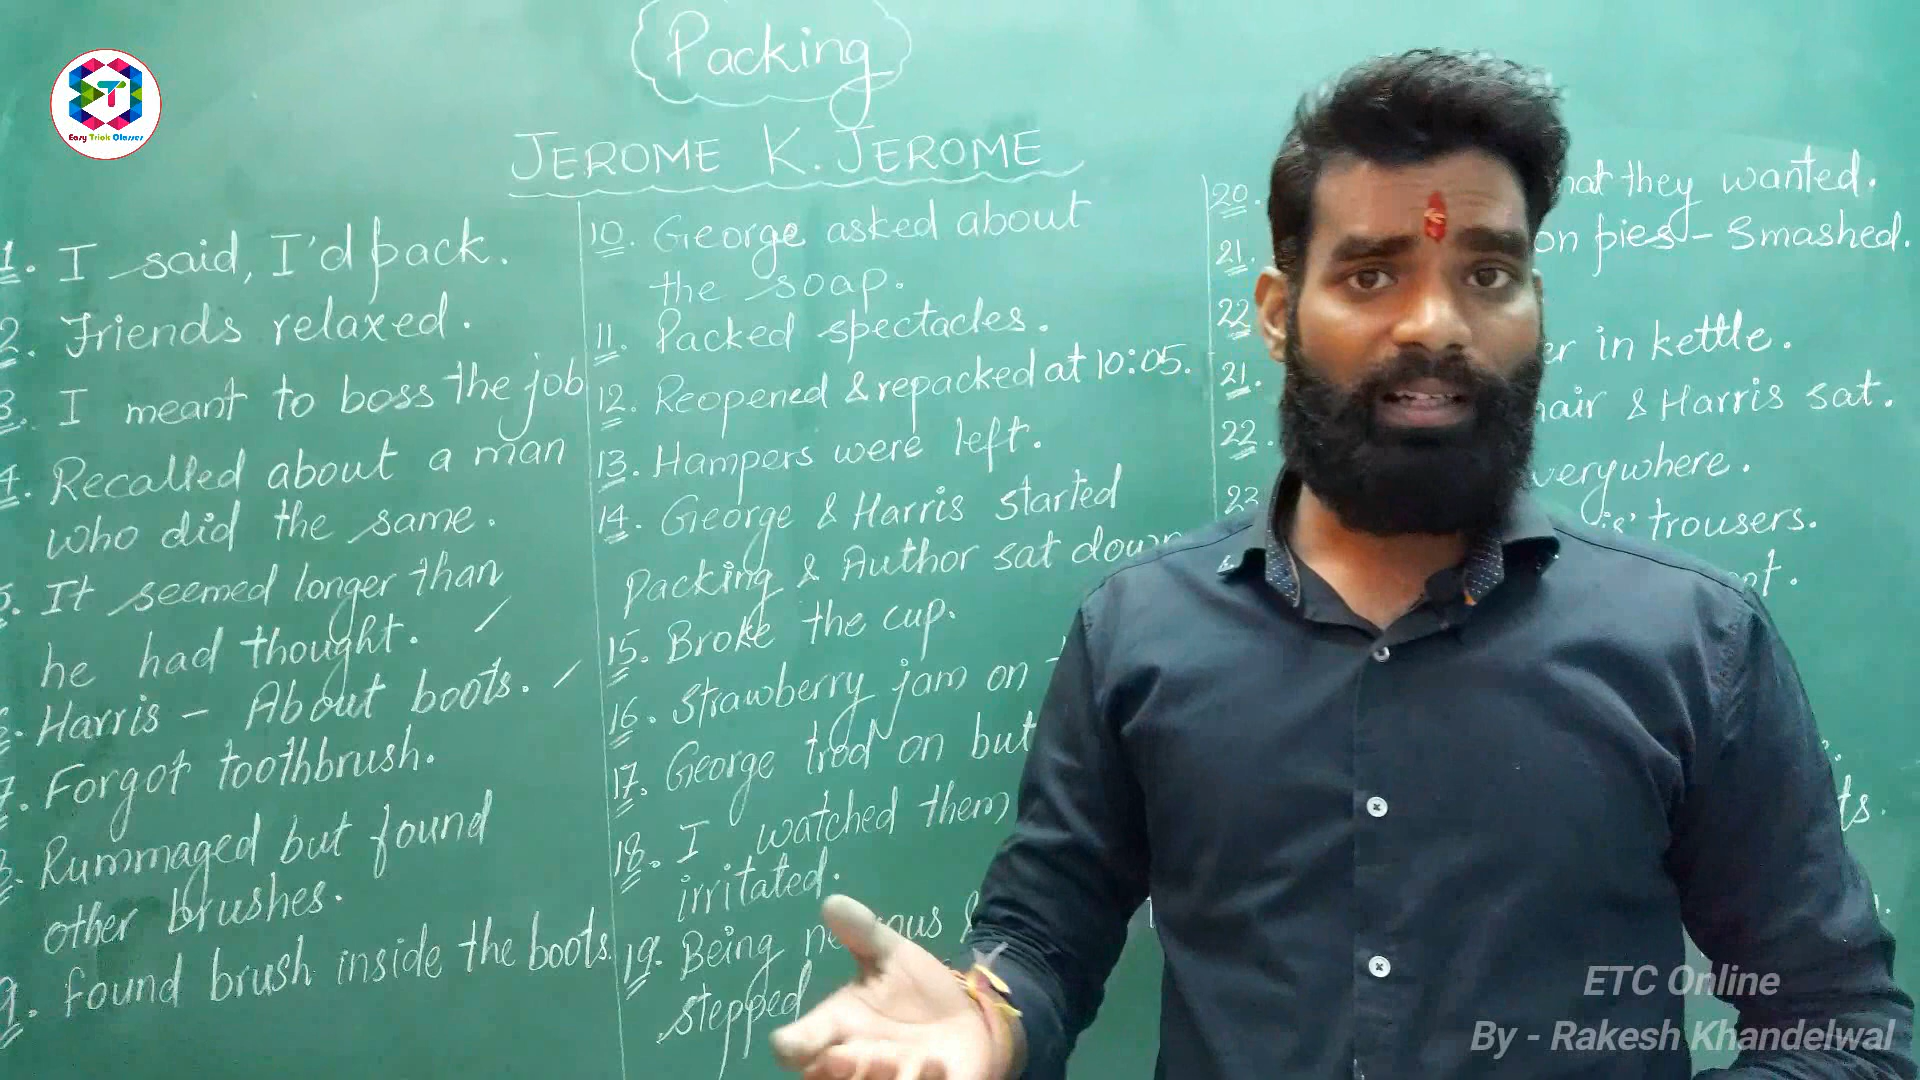 Easy Trick Classes
Packing
JEROME K. JEROME
1. I said, I'd pack.
2. Friends relaxed.
3. I meant to boss the job
4. Recalled about a man
who did the same.
5. It seemed longer than
he had thought.
Harris - About boots.
7. Forgot toothbrush.
8. Rummaged but found
other brushes.
9. found brush inside the boots.
10. George asked about
the soap.
11. Packed spectacles.
12. Reopened & repacked at 10:05.
13. Hampers were left.
14. George & Harris started
packing & Author sat down
15. Broke the cup.
16. Strawberry jam on
17. George trod on
18. I watched them
irritated.
19. Being
stepped
20. they wanted.
21. on pies - Smashed.
22. in kettle.
21. & Harris sat.
22.
23. trousers.
ETC Online
By - Rakesh Khandelwal